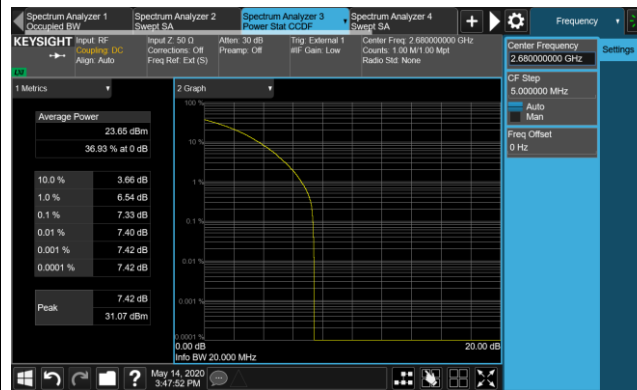 Spectrum Analyzer 1
Occupied BW
Spectrum Analyzer 2
Swept SA
Spectrum Analyzer 3
Power Stat CCDF
Spectrum Analyzer 4
Swept SA
Frequency
KEYSIGHT
Input: RF
Coupling: DC
Align: Auto
Input Z: 50 Ω
Corrections: Off
Freq Ref: Ext (S)
Atten: 30 dB
Preamp: Off
Trig: External 1
#IF Gain: Low
Center Freq: 2.680000000 GHz
Counts: 1.00 M/1.00 Mpt
Radio Std: None
Center Frequency
2.680000000 GHz
Settings
CF Step
5.000000 MHz
Auto
Man
Freq Offset
0 Hz
1 Metrics
2 Graph
Average Power
23.65 dBm
36.93 % at 0 dB
10.0 % 3.66 dB
1.0 % 6.54 dB
0.1 % 7.33 dB
0.01 % 7.40 dB
0.001 % 7.42 dB
0.0001 % 7.42 dB
Peak
7.42 dB
31.07 dBm
100 %
10 %
1 %
0.1 %
0.01 %
0.001 %
0.0001 %
0.00 dB
20.00 dB
Info BW 20.000 MHz
May 14, 2020
3:47:52 PM